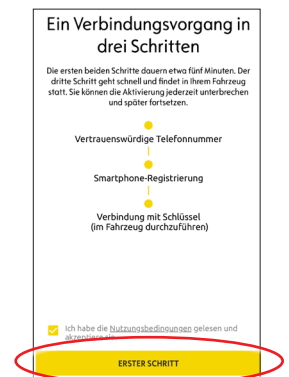 Ein Verbindungsvorgang in
drei Schritten
Die ersten beiden Schritte dauern etwa fünf Minuten. Der
dritte Schritt geht schnell und findet in Ihrem Fahrzeug
statt. Sie können die Aktivierung jederzeit unterbrechen
und später fortsetzen.
Vertrauenswürdige Telefonnummer
Smartphone-Registrierung
Verbindung mit Schlüssel
(im Fahrzeug durchzuführen)
Ich habe die Nutzungsbedingungen gelesen und
akzeptiere sie.
ERSTER SCHRITT